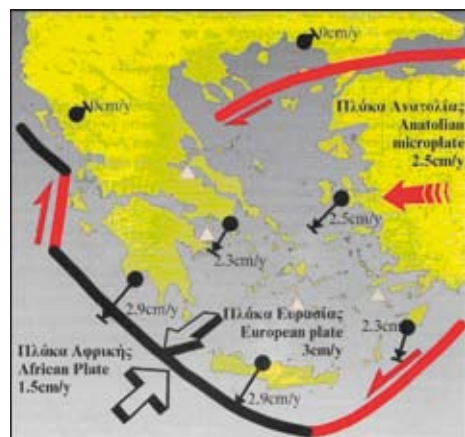 0cm/y
0cm/y
Πλάκα Ανατολίας
Anatolian
microplate
2.5cm/y
2.5cm/y
2.3cm/y
2.9cm/y
Πλάκα Ευρασίας
European plate
3cm/y
2.3cm/y
Πλάκα Αφρικής
African Plate
1.5cm/y
2.9cm/y